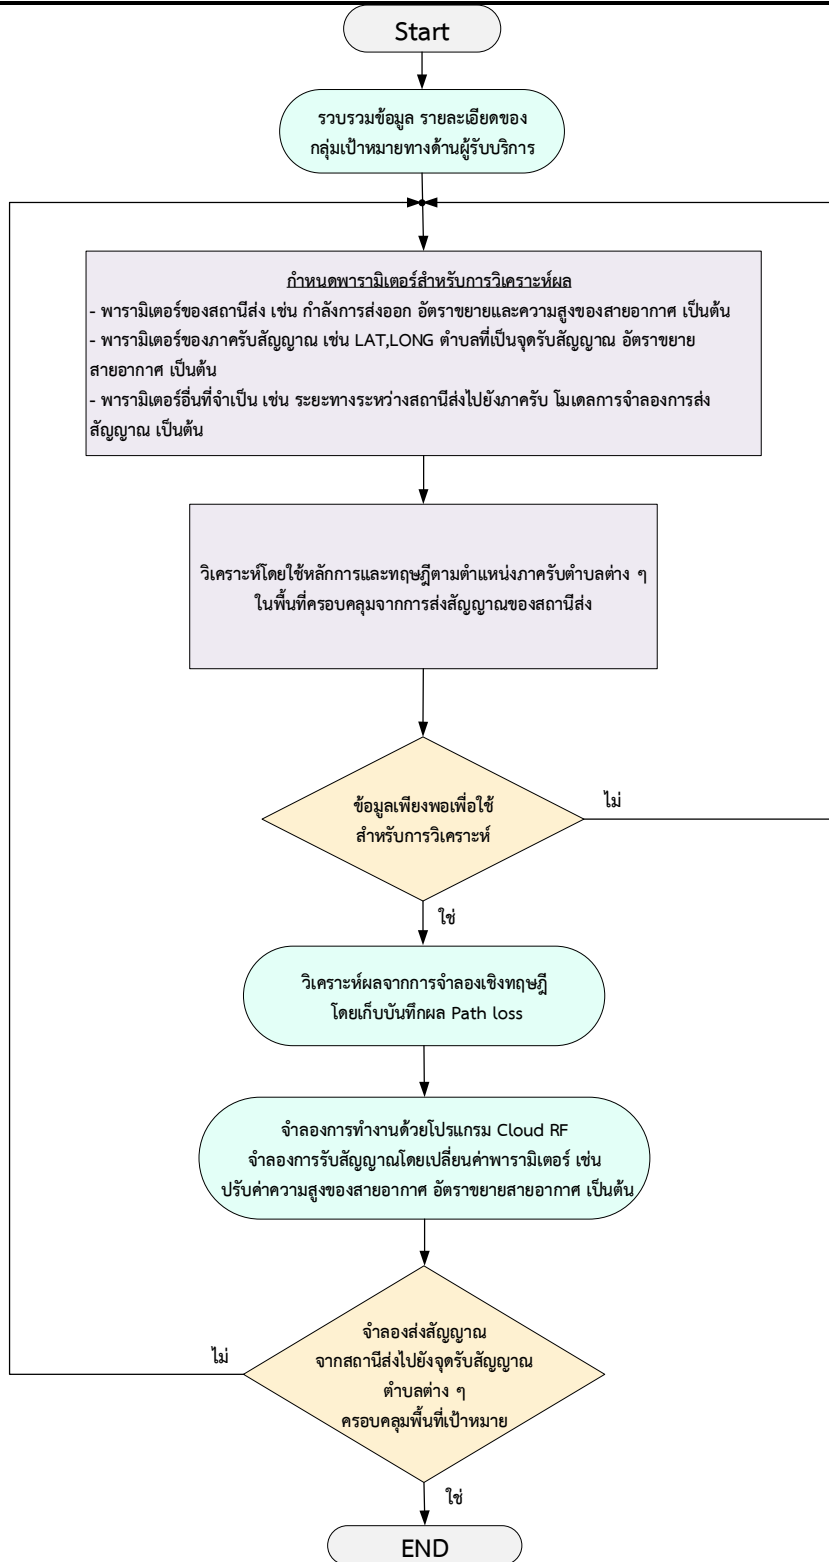 Start
รวบรวมข้อมูล รายละเอียดของ
กลุ่มเป้าหมายทางด้านผู้รับบริการ
กำหนดพารามิเตอร์สำหรับการวิเคราะห์ผล
- พารามิเตอร์ของสถานีส่ง เช่น กำลังการส่งออก อัตราขยายและความสูงของสายอากาศ เป็นต้น
- พารามิเตอร์ของภาครับสัญญาณ เช่น LAT,LONG ตำบลที่เป็นจุดรับสัญญาณ อัตราขยาย
สายอากาศ เป็นต้น
- พารามิเตอร์อื่นที่จำเป็น เช่น ระยะทางระหว่างสถานีส่งไปยังภาครับ โมเดลการจำลองการส่ง
สัญญาณ เป็นต้น
วิเคราะห์โดยใช้หลักการและทฤษฎีตามตำแหน่งภาครับตำบลต่าง ๆ
ในพื้นที่ครอบคลุมจากการส่งสัญญาณของสถานีส่ง
ข้อมูลเพียงพอเพื่อใช้
สำหรับการวิเคราะห์
ไม่
ใช่
วิเคราะห์ผลจากการจำลองเชิงทฤษฎี
โดยเก็บบันทึกผล Path loss
จำลองการทำงานด้วยโปรแกรม Cloud RF
จำลองการรับสัญญาณโดยเปลี่ยนค่าพารามิเตอร์ เช่น
ปรับค่าความสูงของสายอากาศ อัตราขยายสายอากาศ เป็นต้น
จำลองส่งสัญญาณ
จากสถานีส่งไปยังจุดรับสัญญาณ
ตำบลต่าง ๆ
ครอบคลุมพื้นที่เป้าหมาย
ไม่
ใช่
END